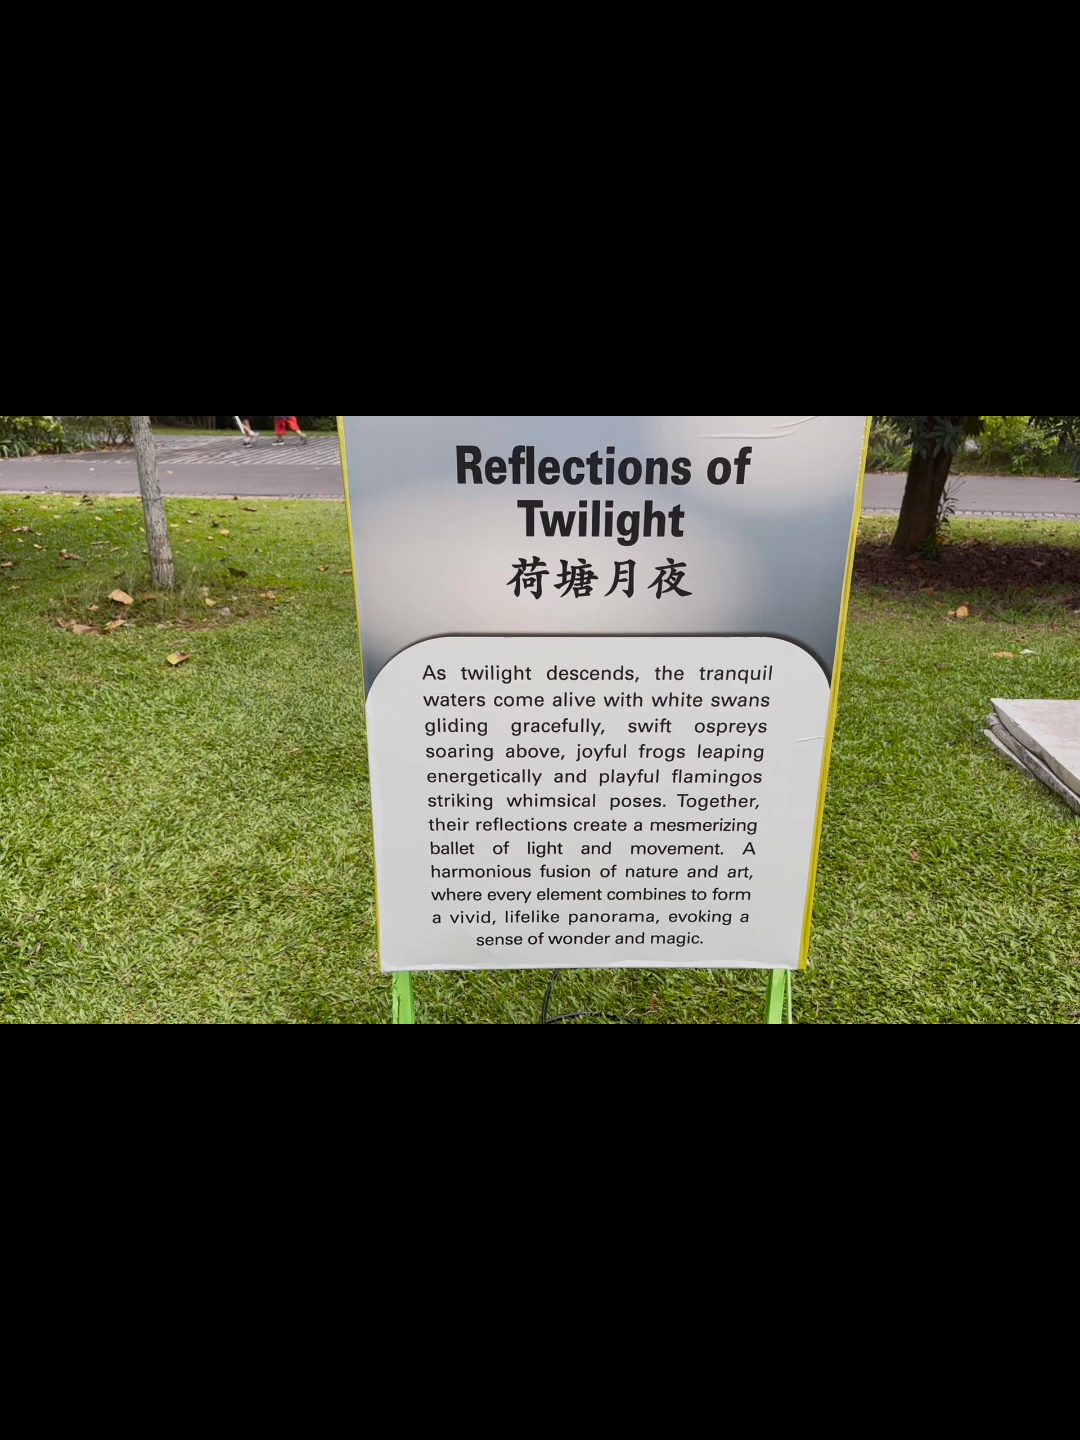 Reflections of
Twilight
荷塘月夜
As twilight descends, the tranquil
waters come alive with white swans
gliding gracefully, swift ospreys
soaring above, joyful frogs leaping
energetically and playful flamingos
striking whimsical poses. Together,
their reflections create a mesmerizing
ballet of light and movement. A
harmonious fusion of nature and art,
where every element combines to form
a vivid, lifelike panorama, evoking a
sense of wonder and magic.